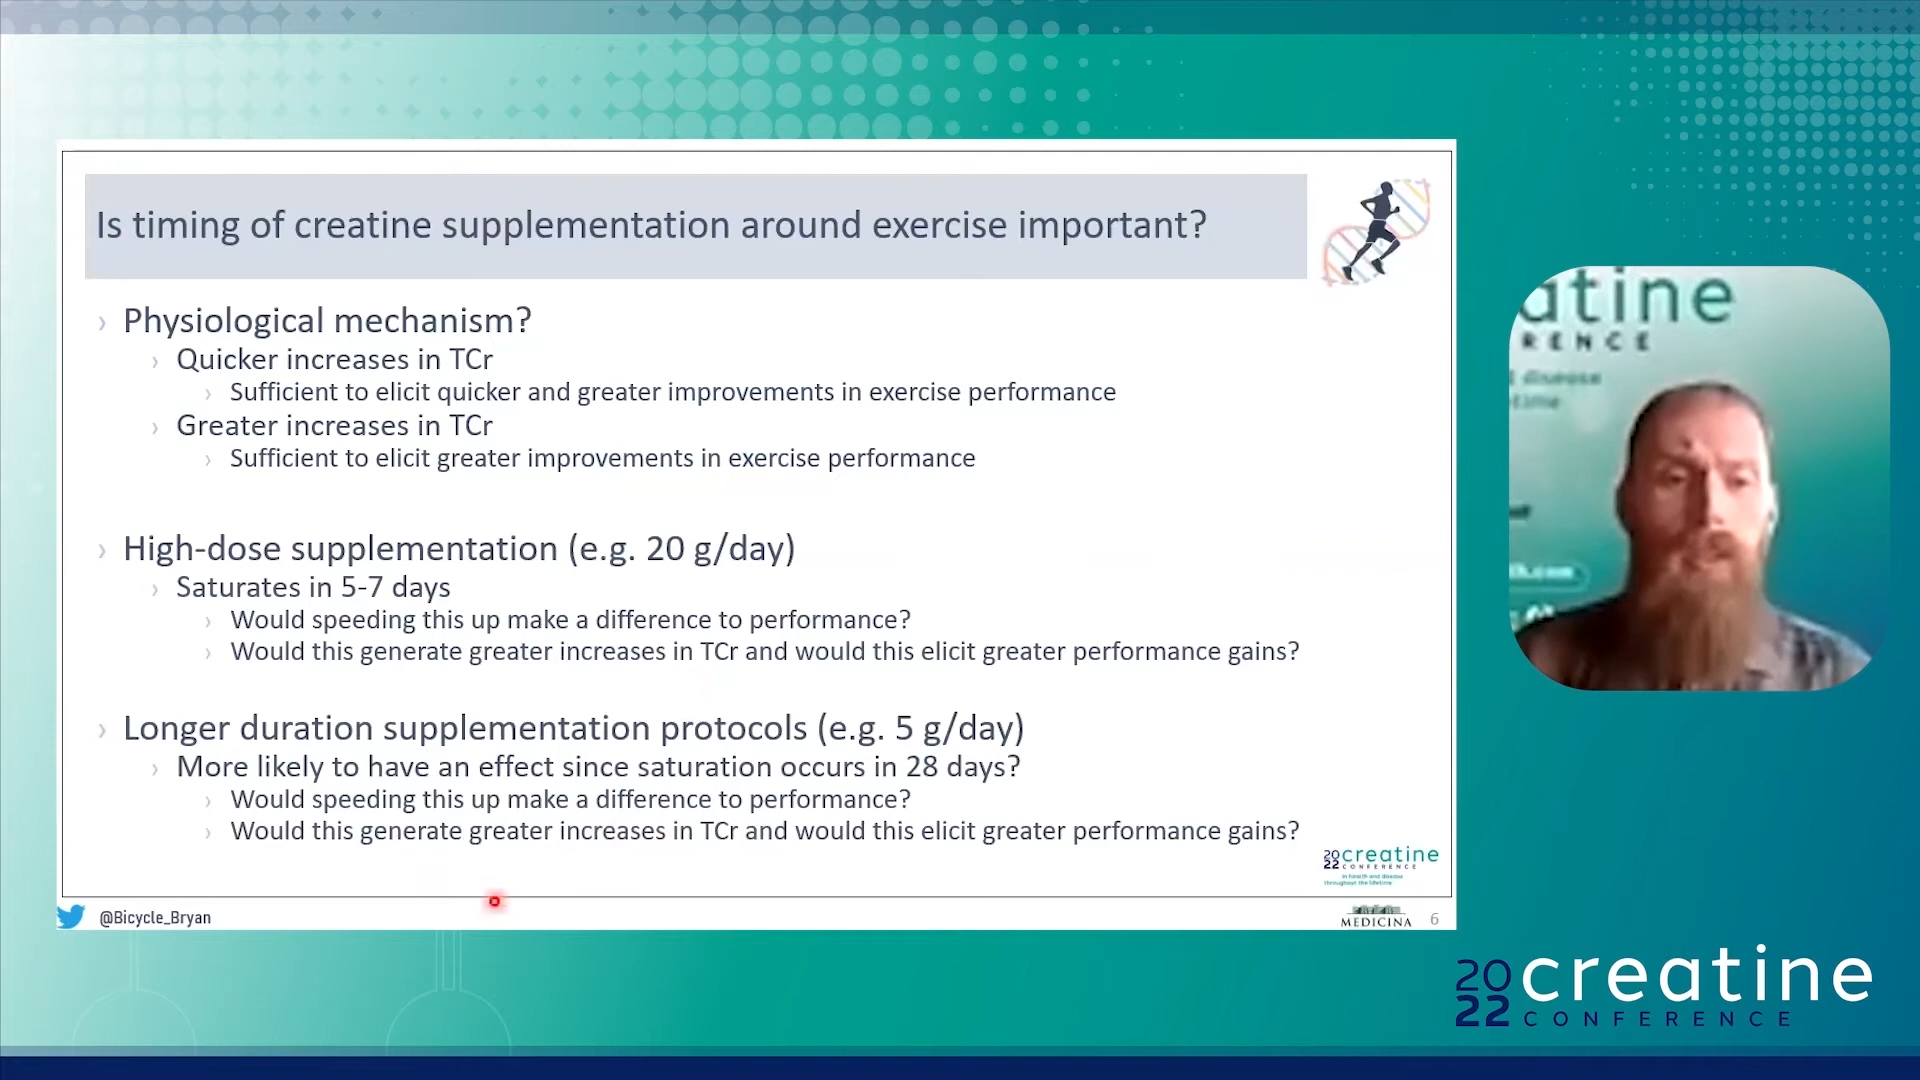 Is timing of creatine supplementation around exercise important?
› Physiological mechanism?
› Quicker increases in TCr
› Sufficient to elicit quicker and greater improvements in exercise performance
› Greater increases in TCr
› Sufficient to elicit greater improvements in exercise performance
› High-dose supplementation (e.g. 20 g/day)
› Saturates in 5-7 days
› Would speeding this up make a difference to performance?
› Would this generate greater increases in TCr and would this elicit greater performance gains?
› Longer duration supplementation protocols (e.g. 5 g/day)
› More likely to have an effect since saturation occurs in 28 days?
› Would speeding this up make a difference to performance?
› Would this generate greater increases in TCr and would this elicit greater performance gains?
2022 creatine
CONFERENCE
in health and disease
throughout the lifetime
@Bicycle_Bryan
MEDICINA
6
atine
RENCE
disease
time
2022 creatine
CONFERENCE